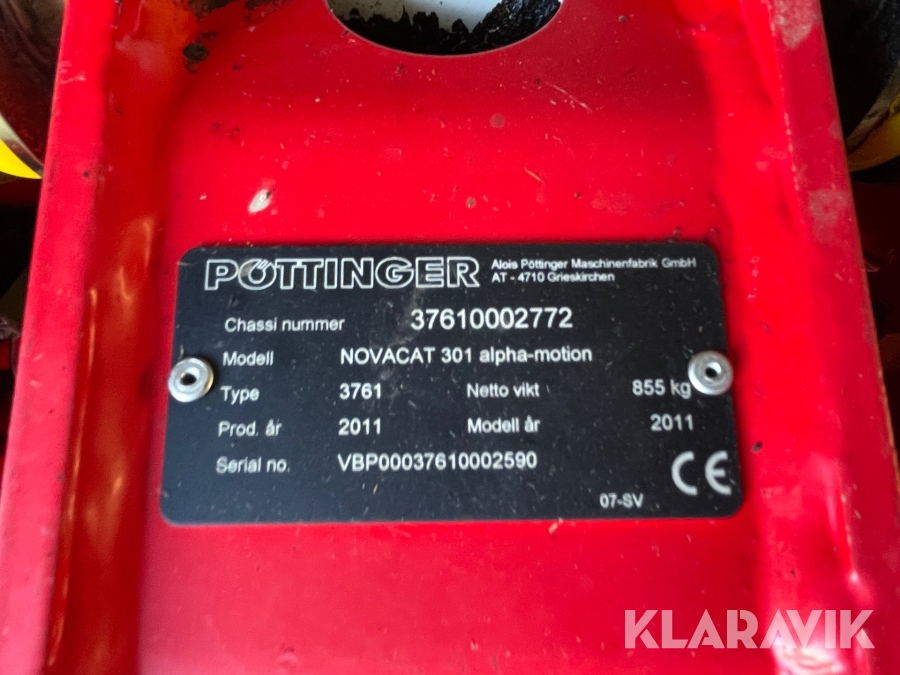 PÖTTINGER Alois Pöttinger Maschinenfabrik GmbH
AT - 4710 Grieskirchen
Chassi nummer 37610002772
Modell NOVACAT 301 alpha-motion
Type 3761 Netto vikt 855 kg
Prod. år 2011 Modell år 2011
Serial no. VBP00037610002590
CE
07-SV
KLARAVIK